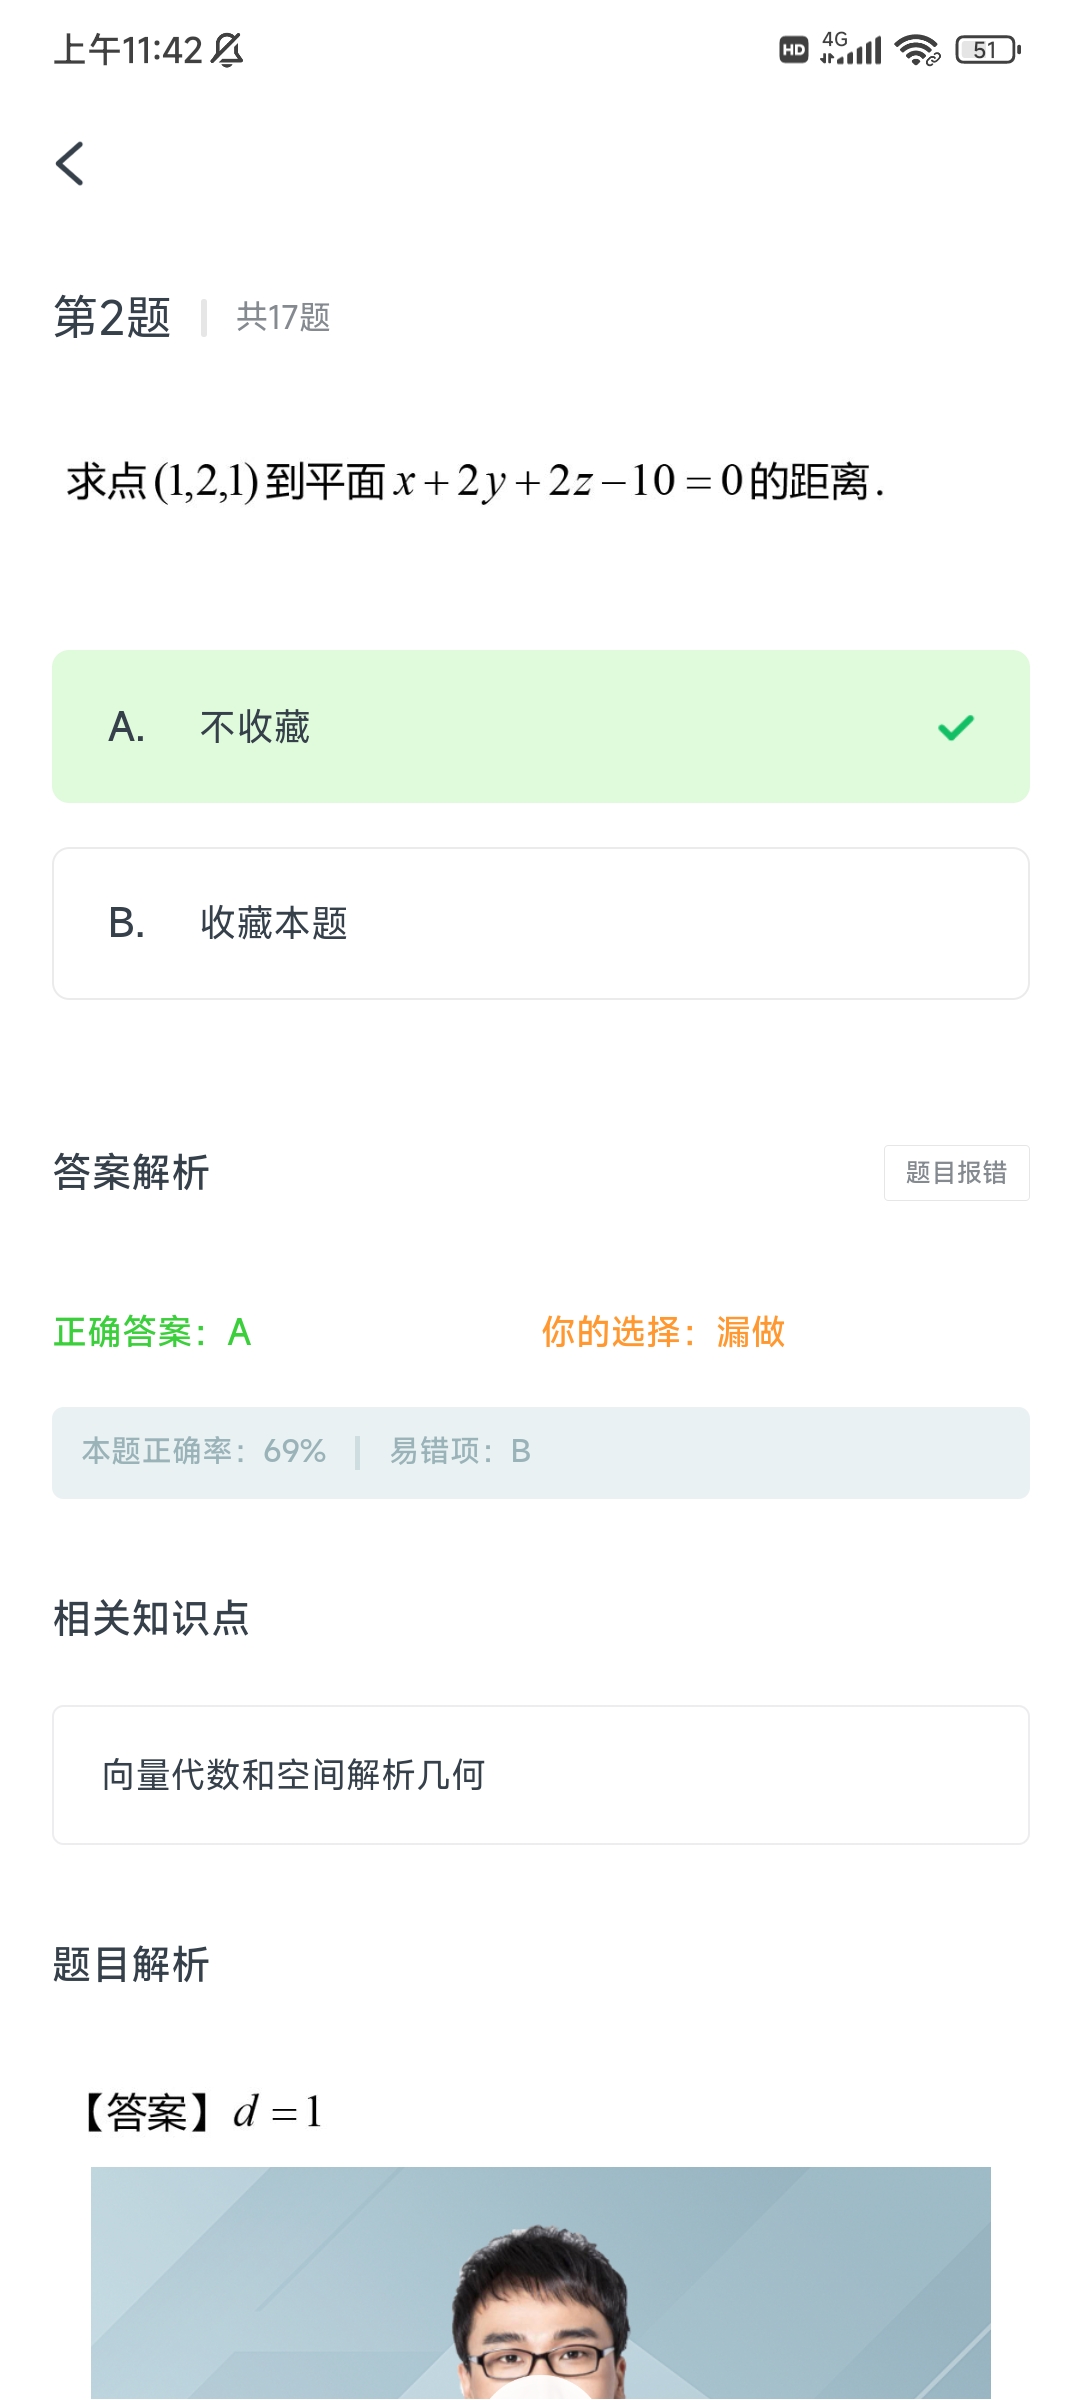 上午11:42
HD 4G 51
第2题 共17题
求点(1,2,1)到平面x+2y+2z−10=0的距离.
A. 不收藏
B. 收藏本题
答案解析 题目报错
正确答案：A 你的选择：漏做
本题正确率：69% 易错项：B
相关知识点
向量代数和空间解析几何
题目解析
【答案】d=1